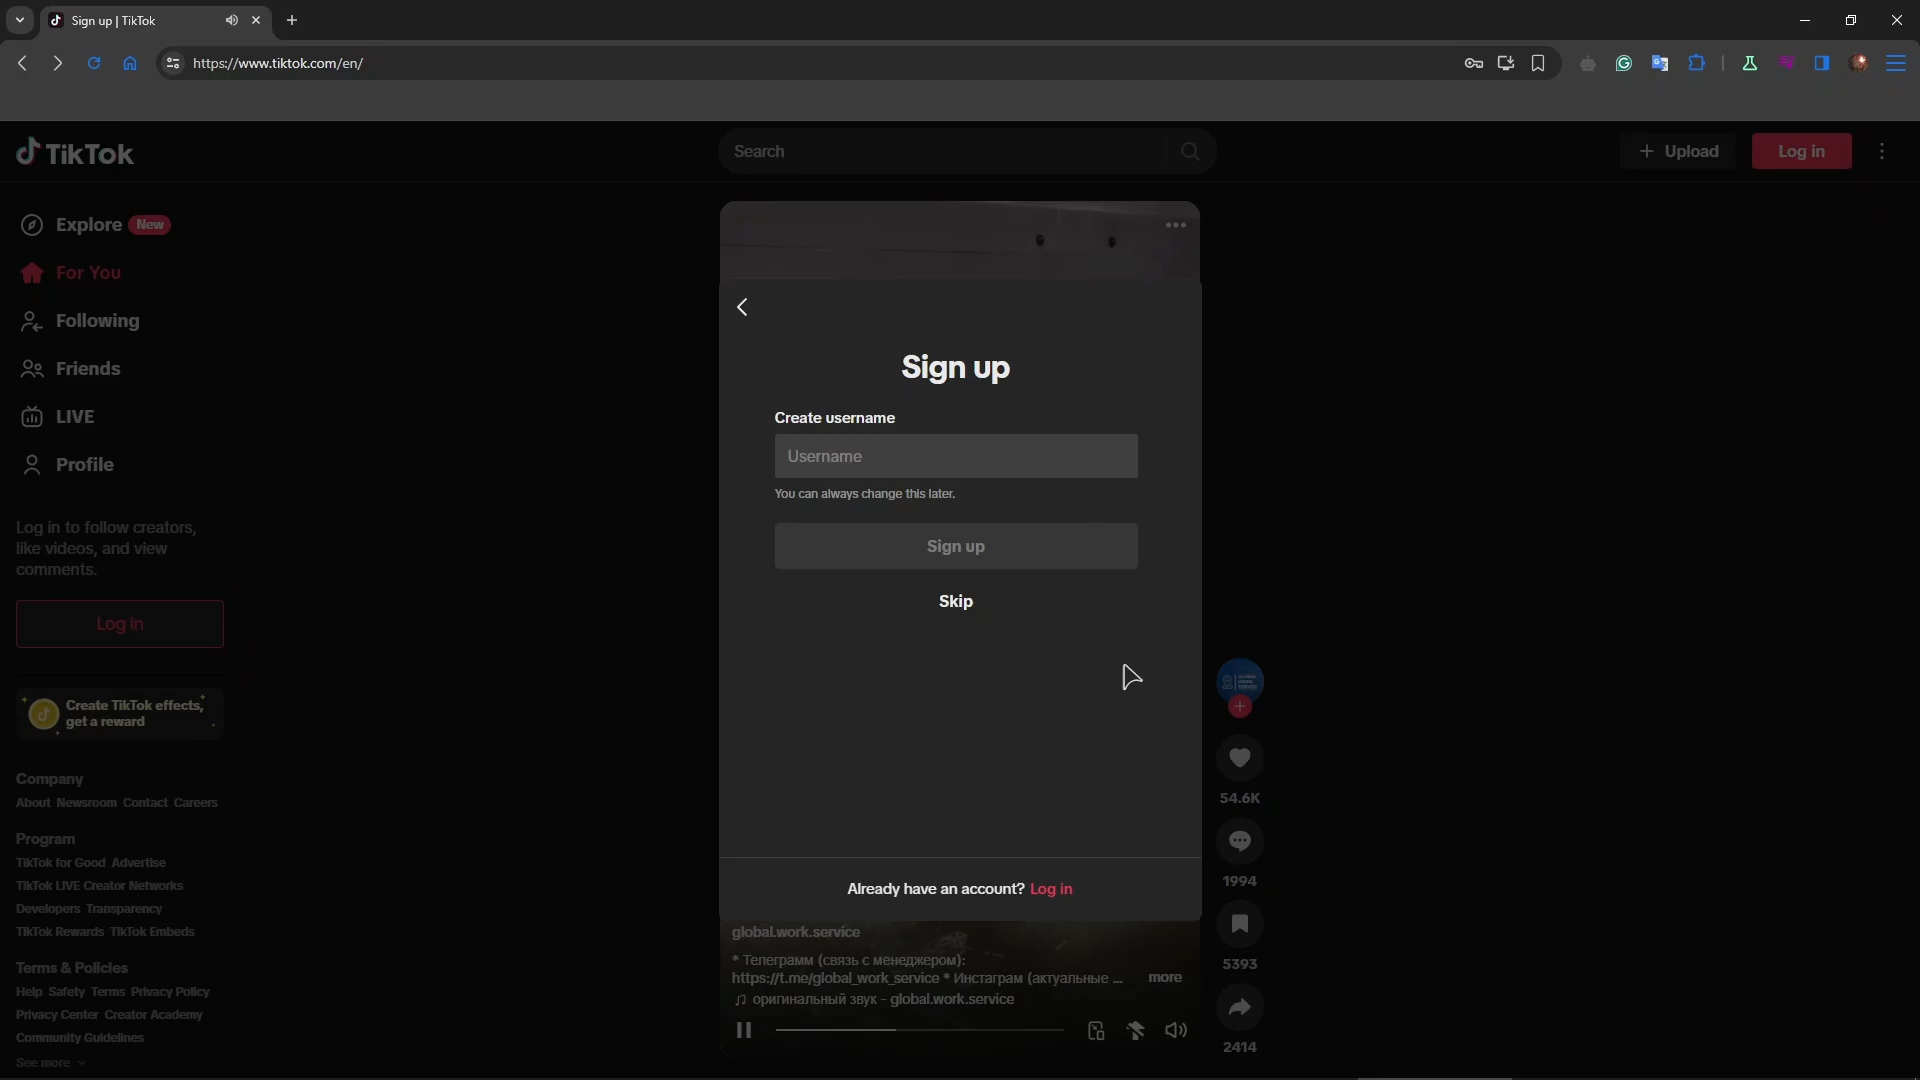 Sign up | TikTok
https://www.tiktok.com/en/
TikTok
Search
Upload
Log in
Explore New
For You
Following
Friends
LIVE
Profile
Log in to follow creators,
like videos, and view
comments.
Log in
Create TikTok effects,
get a reward
Company
About Newsroom Contact Careers
Program
TikTok for Good Advertise
TikTok LIVE Creator Networks
Developers Transparency
TikTok Rewards TikTok Embeds
Terms & Policies
Help Safety Terms Privacy Policy
Privacy Center Creator Academy
Community Guidelines
See more
Sign up
Create username
Username
You can always change this later.
Sign up
Skip
Already have an account? Log in
global.work.service
* Телеграмм (связь с менеджером):
https://t.me/global_work_service * Инстаграм (актуальные ... more
оригинальный звук - global.work.service
54.6K
1994
5393
2414